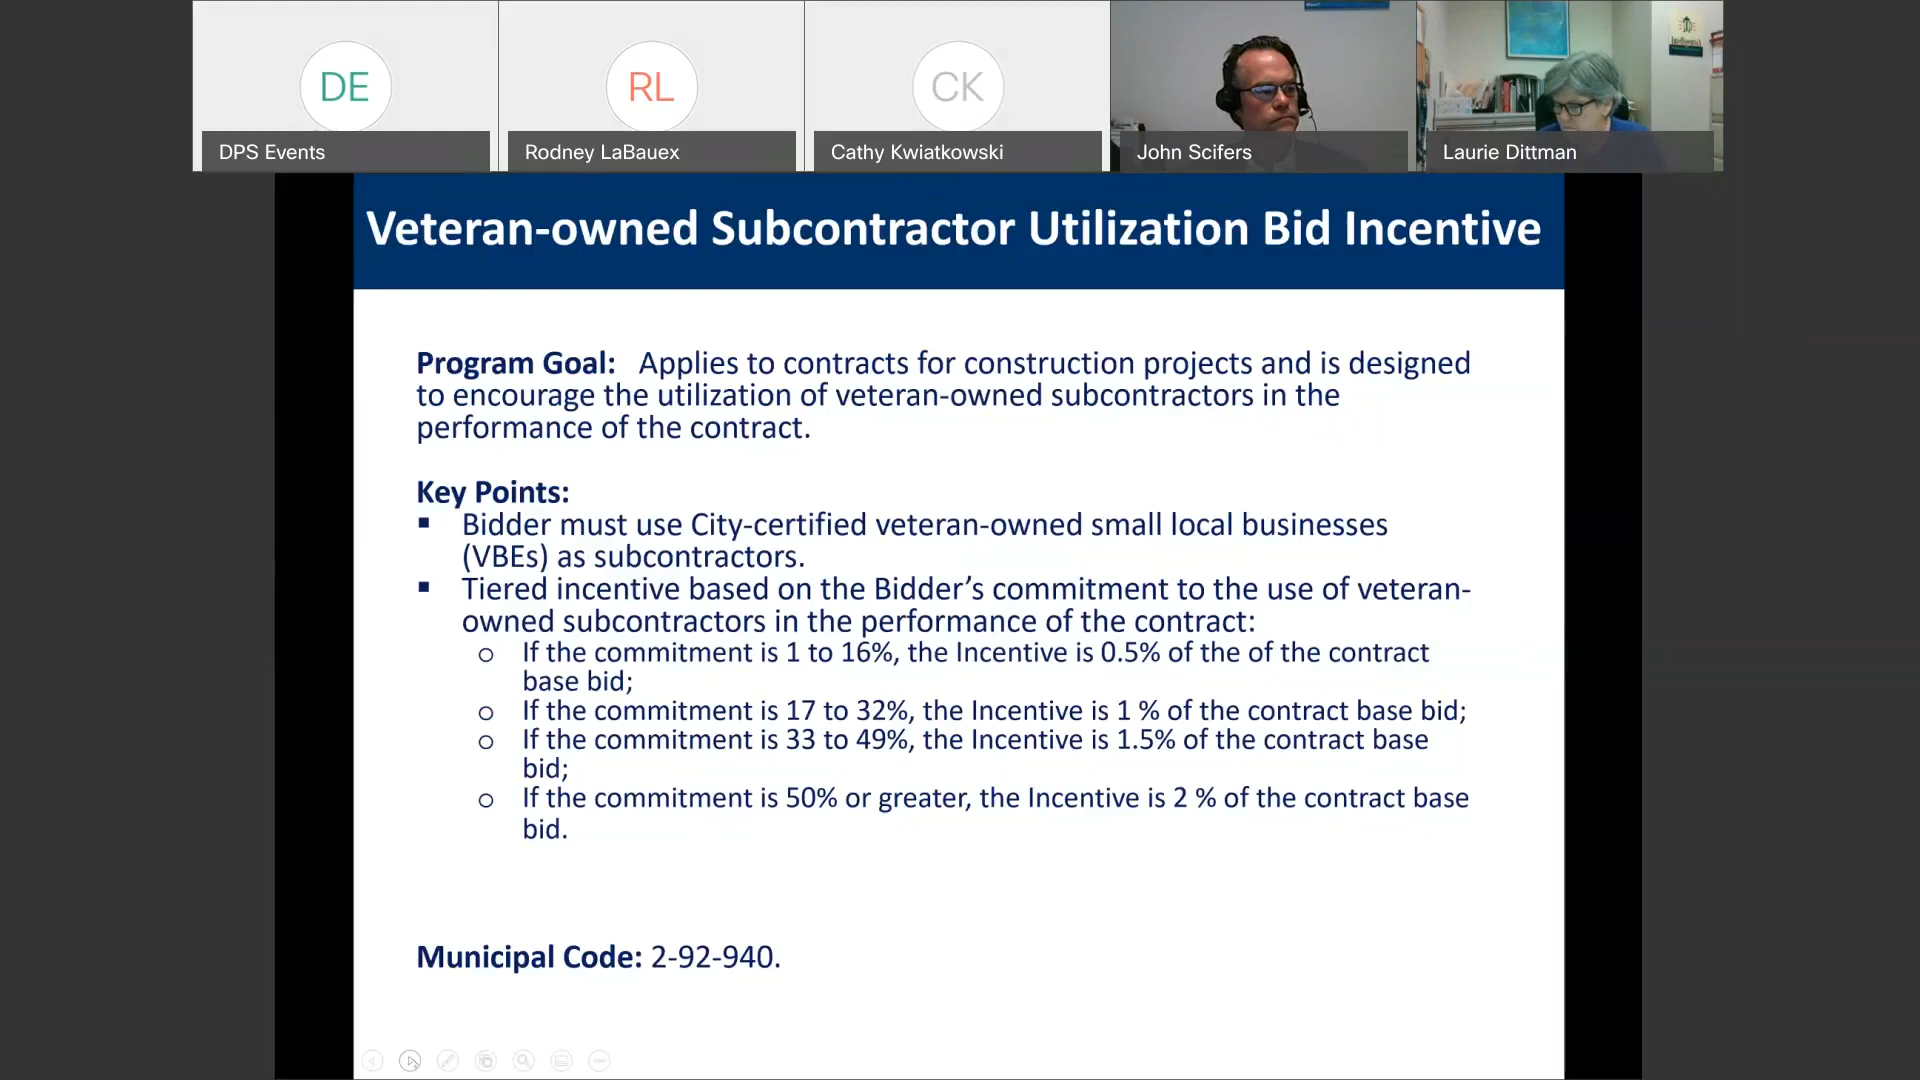 DE
RL
CK
DPS Events
Rodney LaBauex
Cathy Kwiatkowski
John Scifers
Laurie Dittman
Veteran-owned Subcontractor Utilization Bid Incentive
Program Goal: Applies to contracts for construction projects and is designed
to encourage the utilization of veteran-owned subcontractors in the
performance of the contract.
Key Points:
▪ Bidder must use City-certified veteran-owned small local businesses
(VBEs) as subcontractors.
▪ Tiered incentive based on the Bidder’s commitment to the use of veteran-
owned subcontractors in the performance of the contract:
o If the commitment is 1 to 16%, the Incentive is 0.5% of the of the contract
base bid;
o If the commitment is 17 to 32%, the Incentive is 1 % of the contract base bid;
o If the commitment is 33 to 49%, the Incentive is 1.5% of the contract base
bid;
o If the commitment is 50% or greater, the Incentive is 2 % of the contract base
bid.
Municipal Code: 2-92-940.